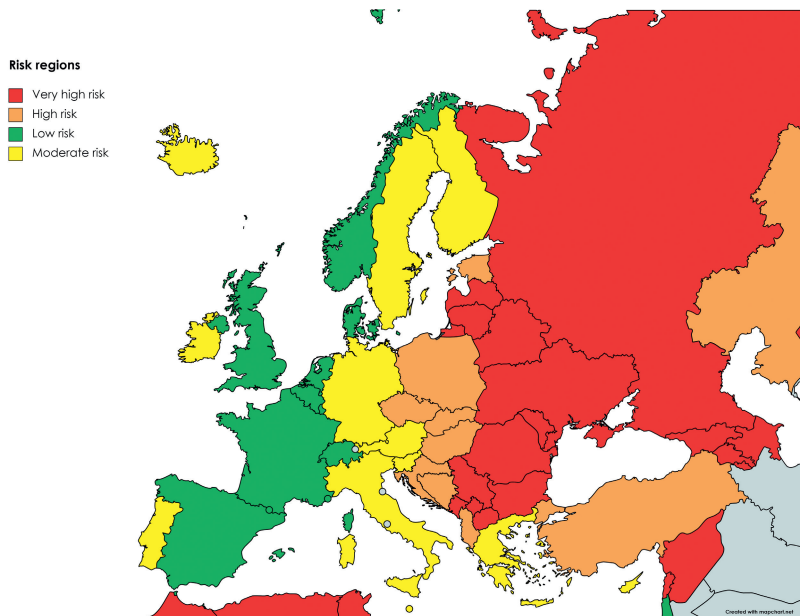 Risk regions
Very high risk
High risk
Low risk
Moderate risk
Created with mapchart.net